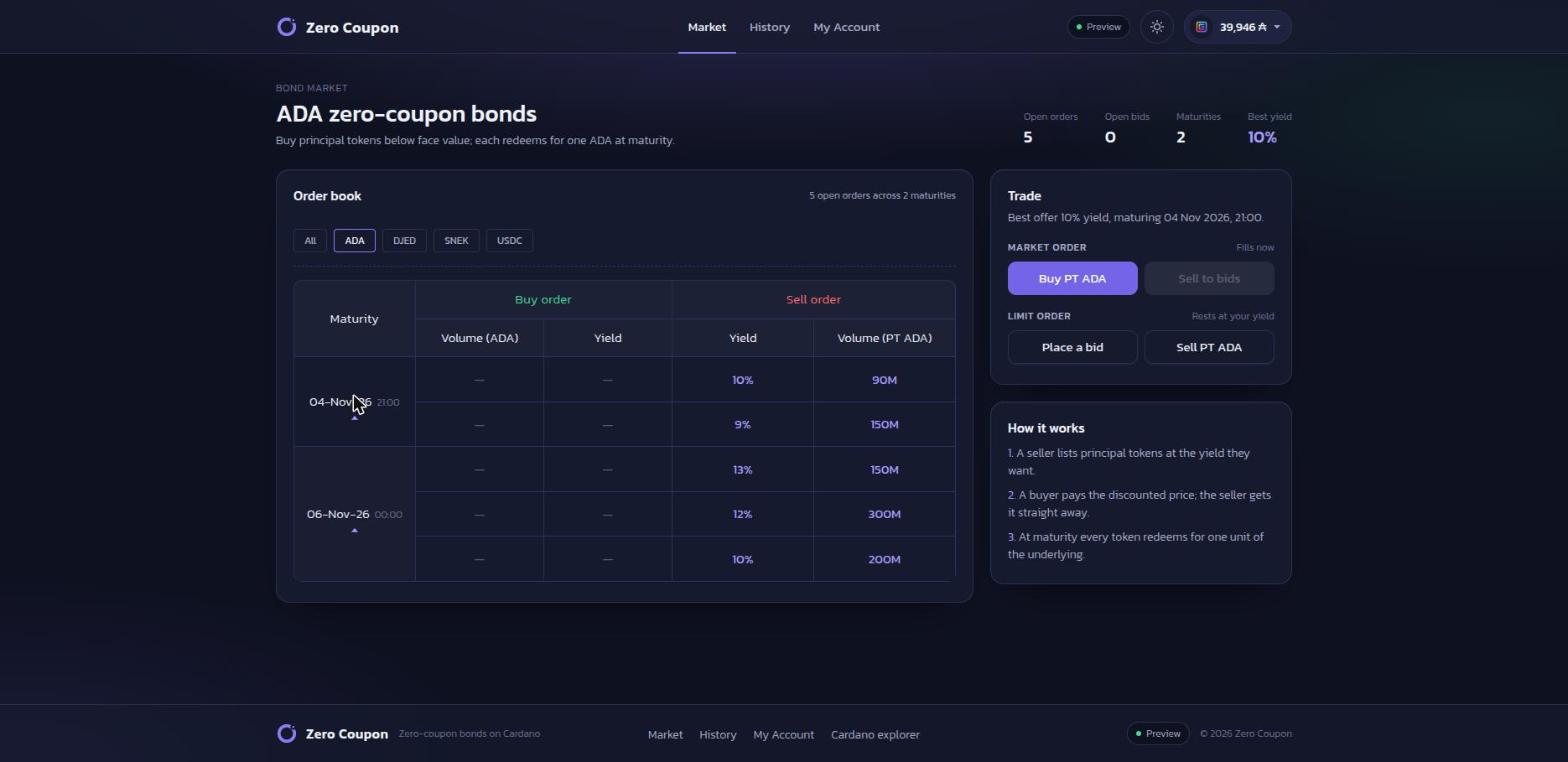 Zero Coupon
Market History My Account
Preview
39,946 ₳
BOND MARKET
ADA zero-coupon bonds
Buy principal tokens below face value; each redeems for one ADA at maturity.
Open orders Open bids Maturities Best yield
5 0 2 10%
Order book
5 open orders across 2 maturities
All ADA DJED SNEK USDC
Maturity Buy order Sell order
Volume (ADA) Yield Yield Volume (PT ADA)
04-Nov-26 21:00
— — 10% 90M
— — 9% 150M
06-Nov-26 00:00
— — 13% 150M
— — 12% 300M
— — 10% 200M
Trade
Best offer 10% yield, maturing 04 Nov 2026, 21:00.
MARKET ORDER Fills now
Buy PT ADA Sell to bids
LIMIT ORDER Rests at your yield
Place a bid Sell PT ADA
How it works
1. A seller lists principal tokens at the yield they
want.
2. A buyer pays the discounted price; the seller gets
it straight away.
3. At maturity every token redeems for one unit of
the underlying.
Zero Coupon Zero-coupon bonds on Cardano
Market History My Account Cardano explorer
Preview © 2026 Zero Coupon